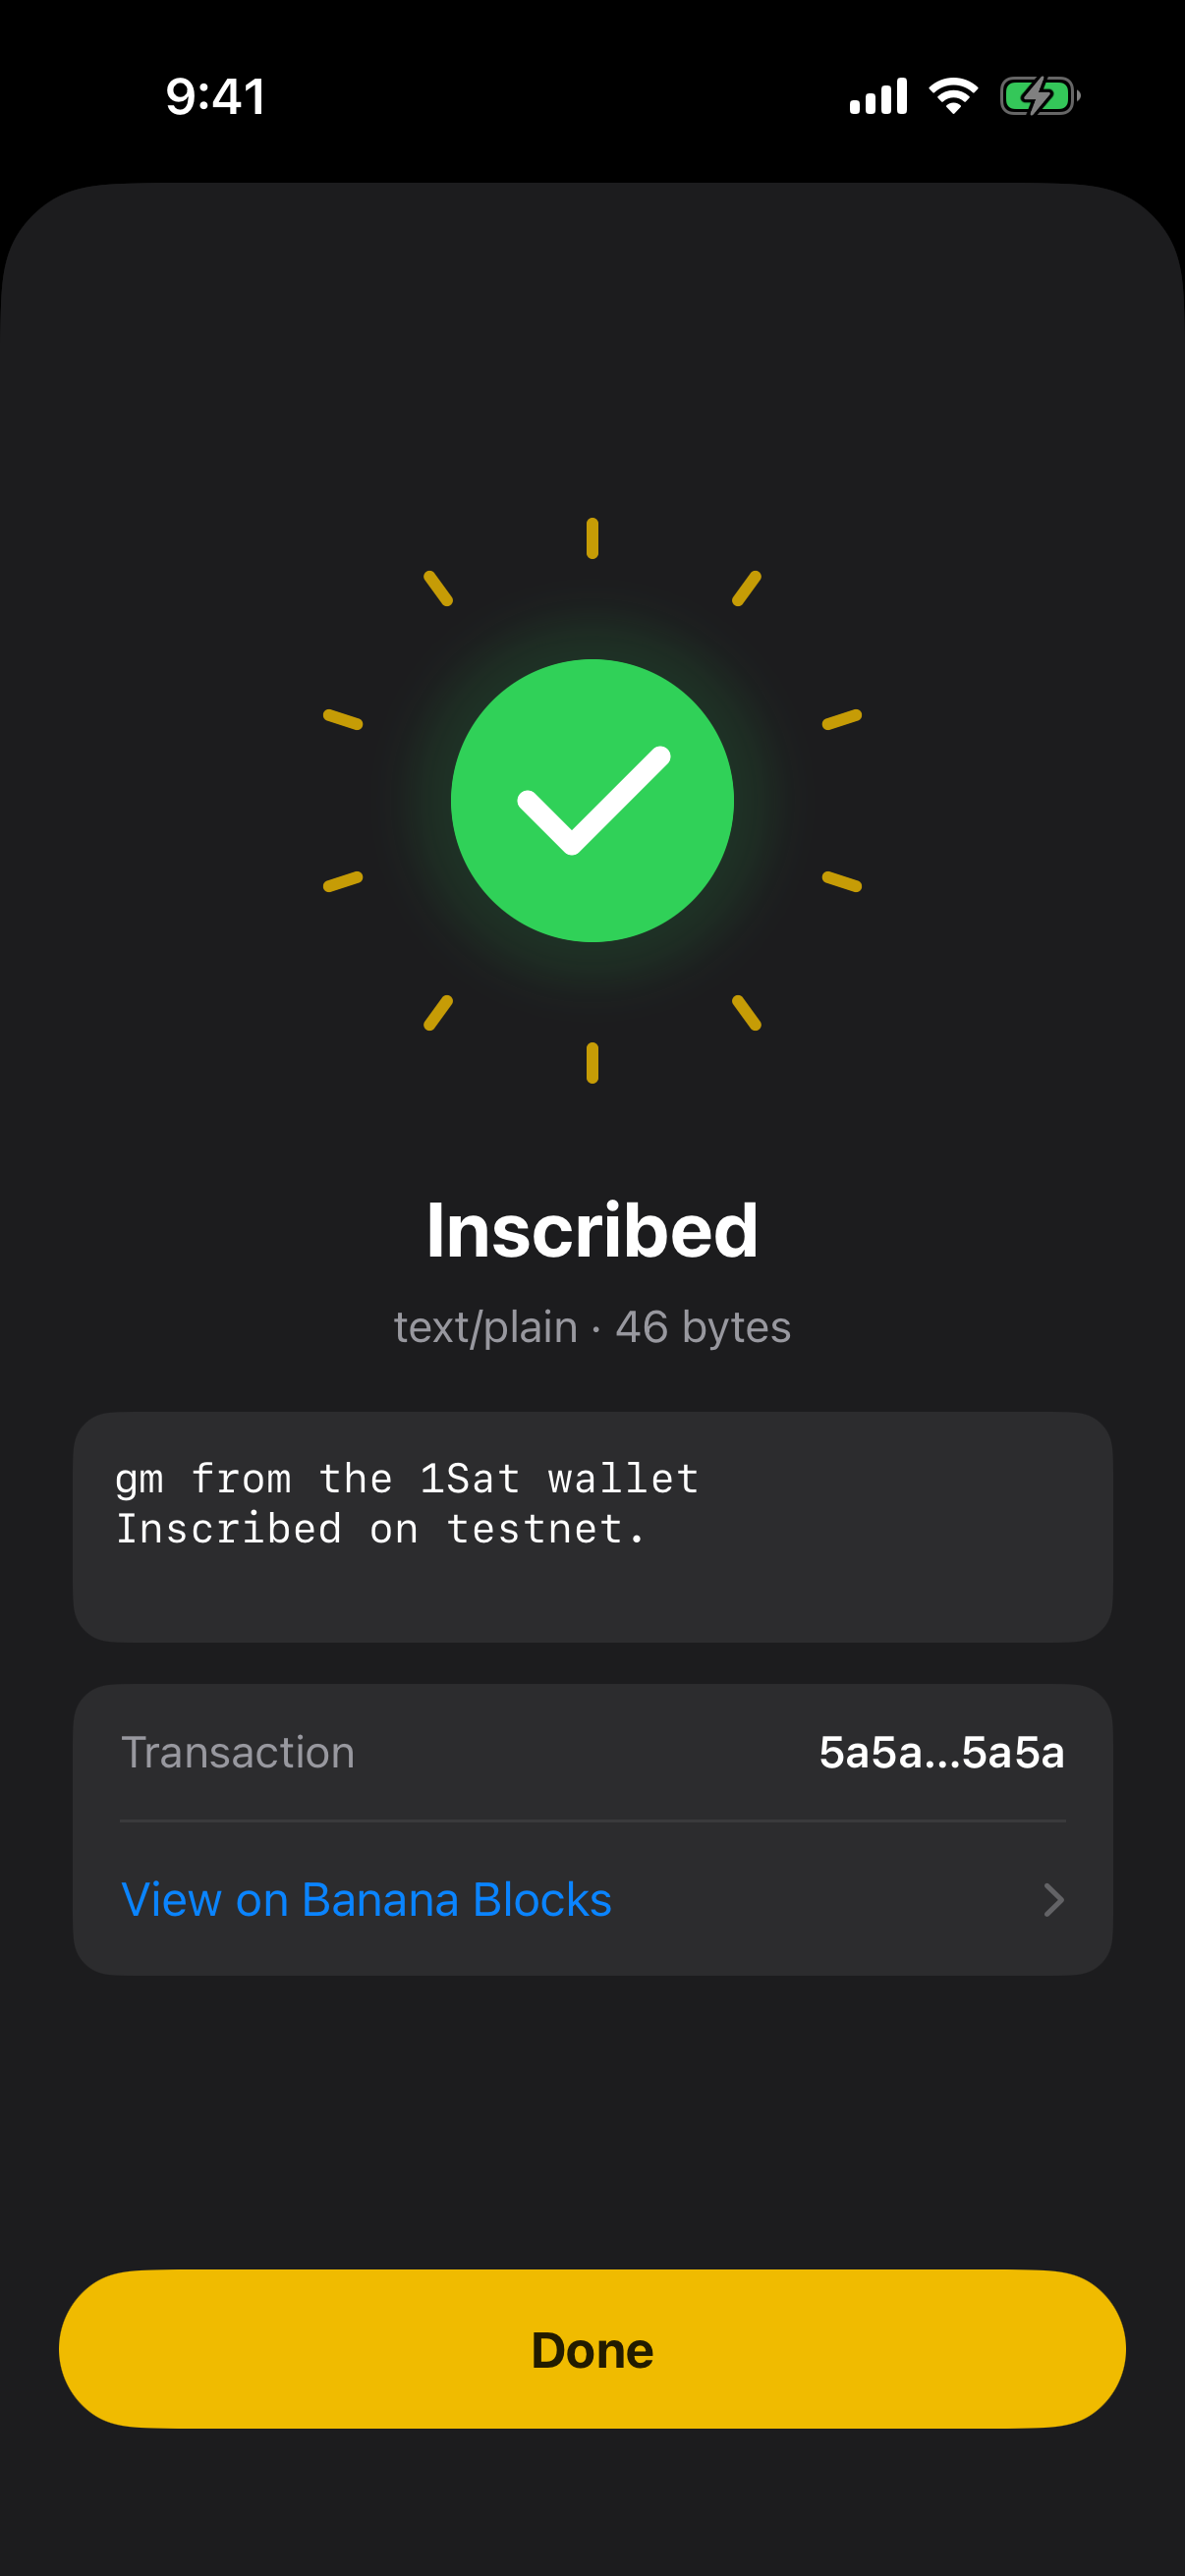 9:41
Inscribed
text/plain · 46 bytes
gm from the 1Sat wallet
Inscribed on testnet.
Transaction 5a5a...5a5a
View on Banana Blocks
Done